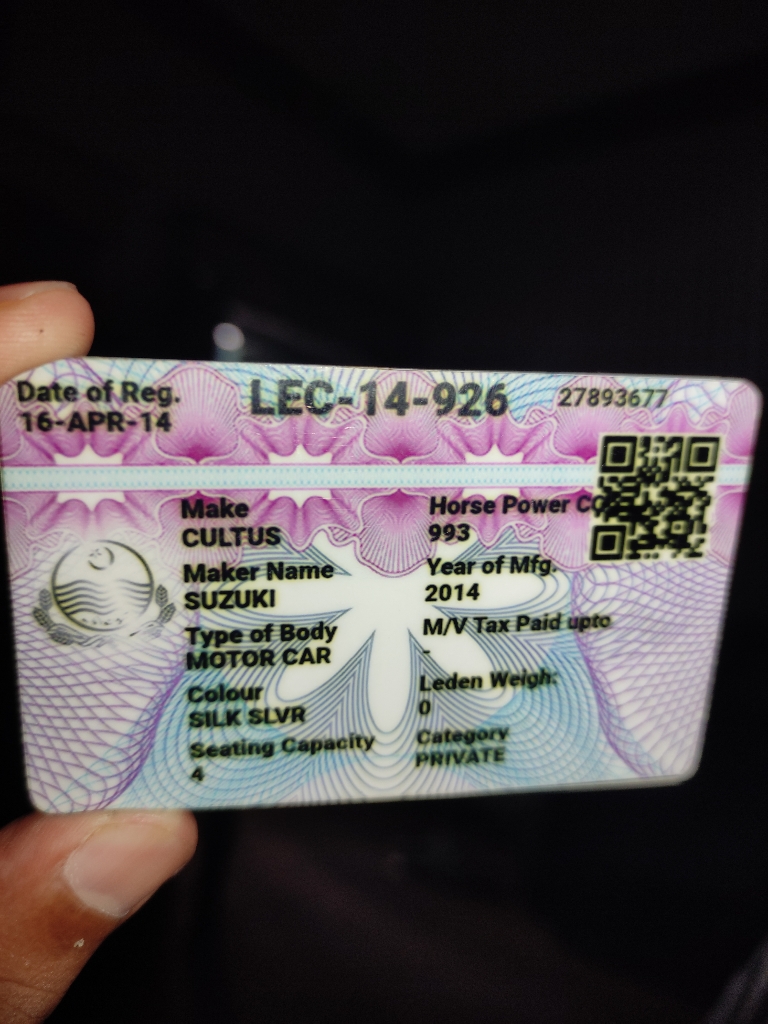 Date of Reg.
16-APR-14
LEC-14-926
27893677
Make
CULTUS
Maker Name
SUZUKI
Type of Body
MOTOR CAR
Colour
SILK SLVR
Seating Capacity
4
Horse Power
993
Year of Mfg.
2014
M/V Tax Paid upto
-
Leden Weigh:
0
Category
PRIVATE